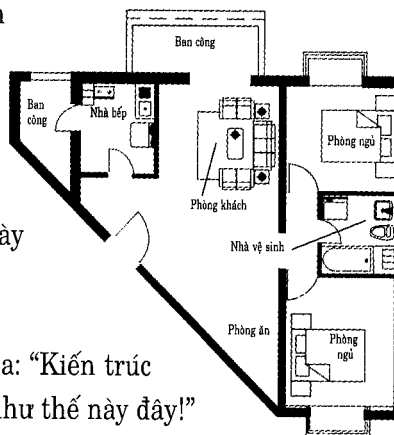 n
Ban công
Ban
công
Nhà bếp
Phòng ngủ
Phòng khách
ày
Nhà vệ sinh
Phòng ăn
Phòng
ngủ
a: “Kiến trúc
như thế này đây!”